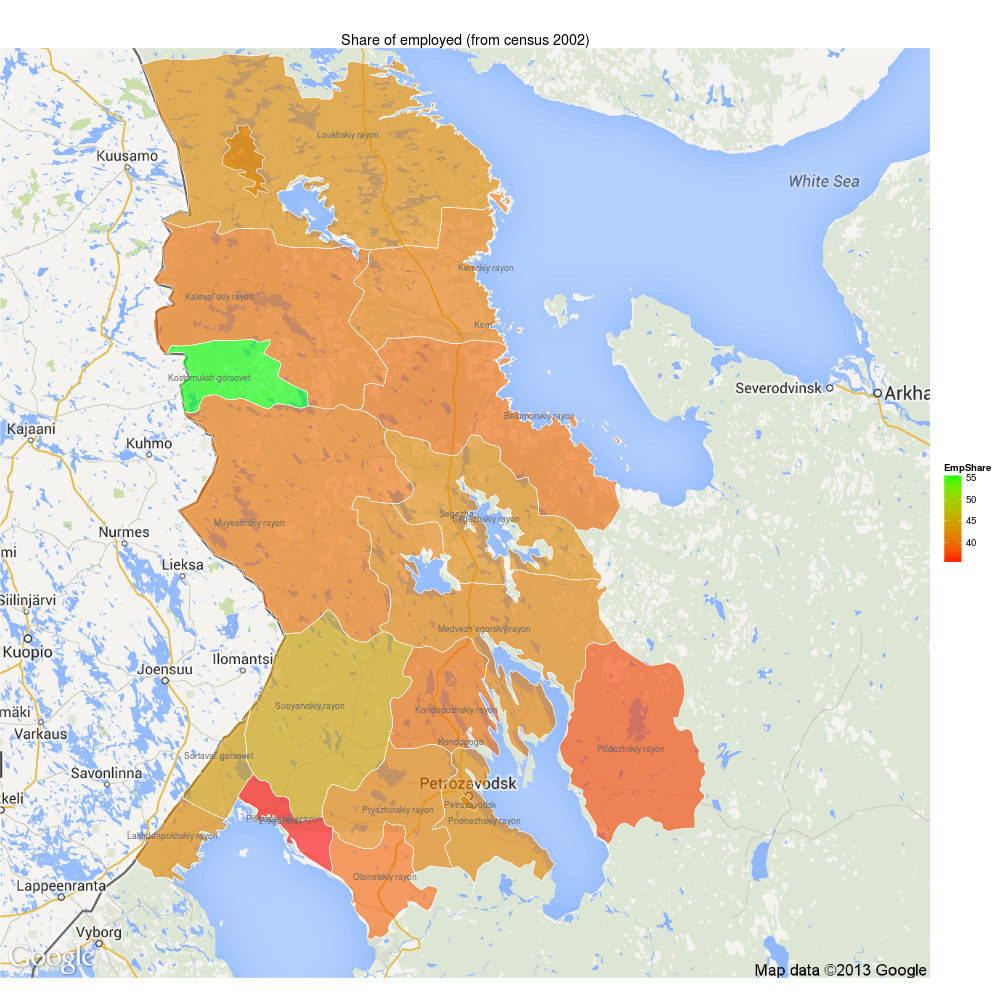 Share of employed (from census 2002)
Loukhskiy rayon
Kuusamo
White Sea
Kemskiy rayon
Kaleval'skiy rayon
Kem'
Kostomuksh gorsovet
Severodvinsk
Arkha
Belomorskiy rayon
Kajaani
Kuhmo
EmpShare
55
50
45
40
Segezha
Segezhskiy rayon
Muyezerskiy rayon
Nurmes
mi
Lieksa
Siilinjärvi
Medvezh'egorskiy rayon
Kuopio
Ilomantsi
Joensuu
Suoyarvskiy rayon
Kondopozhskiy rayon
mäki
Varkaus
Kondopoga
Pudozhskiy rayon
Sortaval' gorsovet
Savonlinna
Petrozavodsk
keli
Petrozavodsk
Pryazhinskiy rayon
Prionezhskiy rayon
Lakhdenpokhskiy rayon
Olonetskiy rayon
Lappeenranta
Vyborg
Google
Map data ©2013 Google